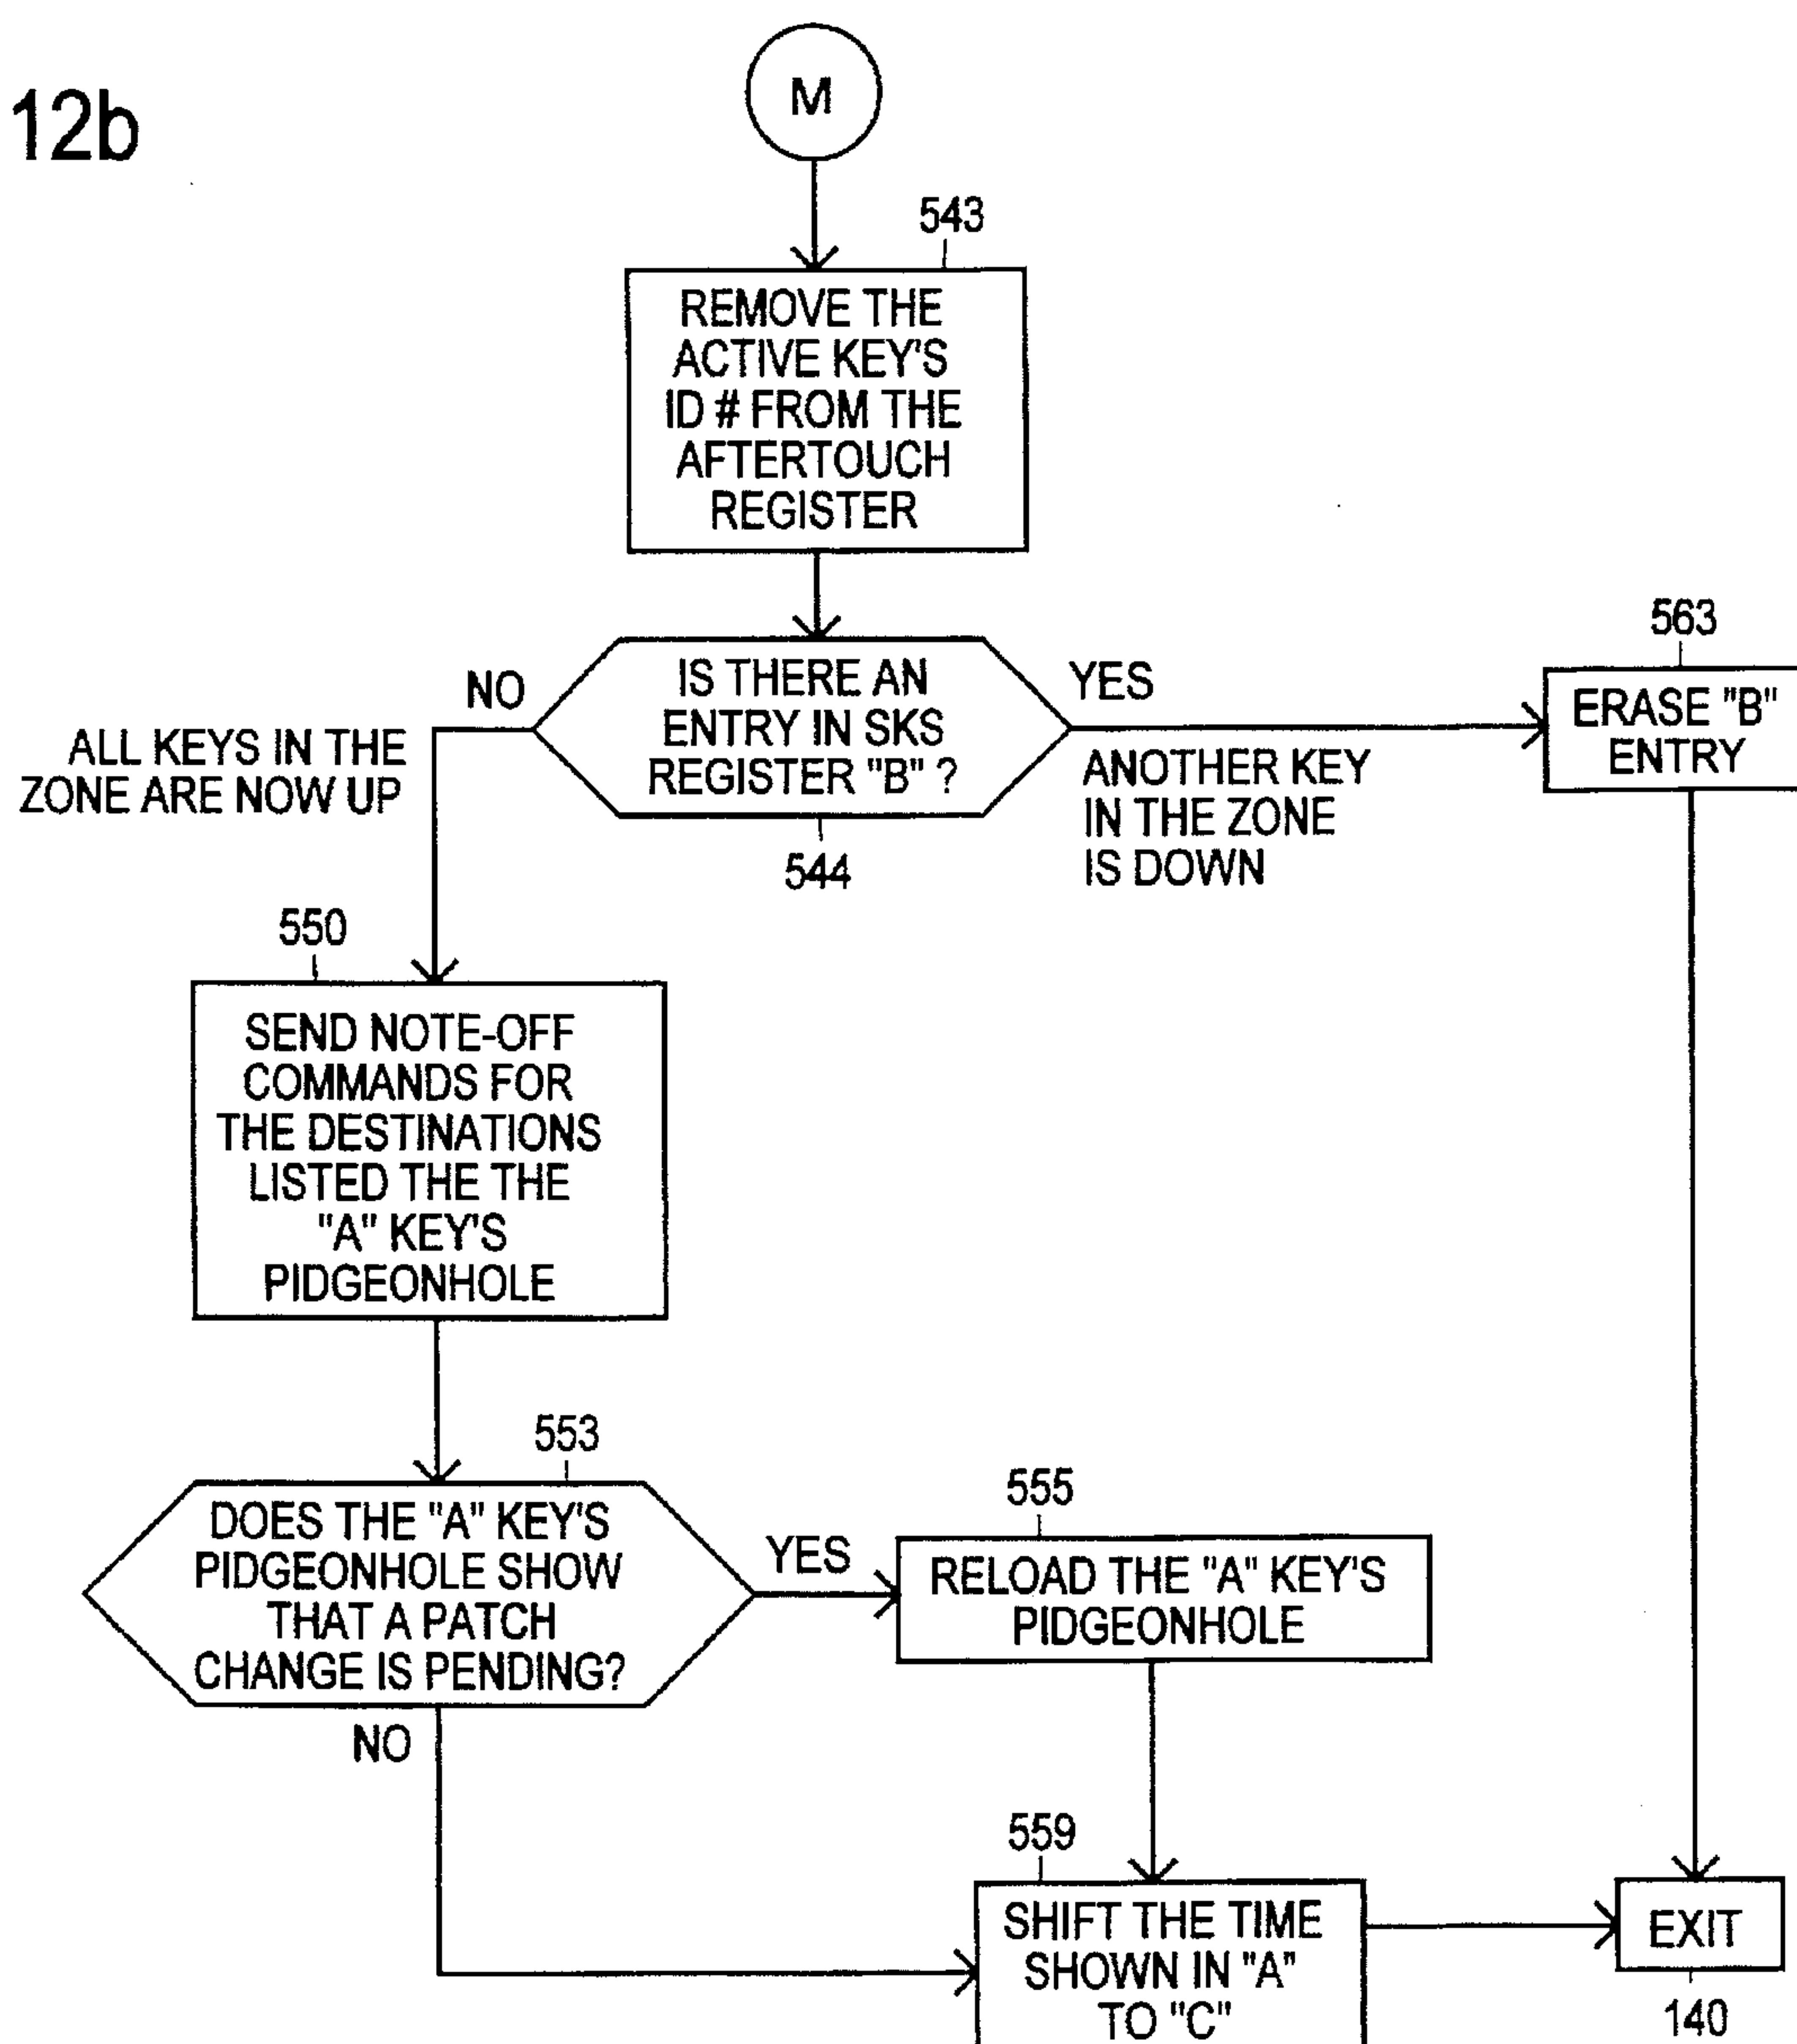 12b
M
543
REMOVE THE
ACTIVE KEY'S
ID # FROM THE
AFTERTOUCH
REGISTER
563
NO
IS THERE AN
ENTRY IN SKS
REGISTER "B" ?
YES
ERASE "B"
ENTRY
ALL KEYS IN THE
ZONE ARE NOW UP
ANOTHER KEY
IN THE ZONE
IS DOWN
544
550
SEND NOTE-OFF
COMMANDS FOR
THE DESTINATIONS
LISTED THE THE
"A" KEY'S
PIDGEONHOLE
553
DOES THE "A" KEY'S
PIDGEONHOLE SHOW
THAT A PATCH
CHANGE IS PENDING?
YES
555
RELOAD THE "A" KEY'S
PIDGEONHOLE
NO
559
SHIFT THE TIME
SHOWN IN "A"
TO "C"
EXIT
140